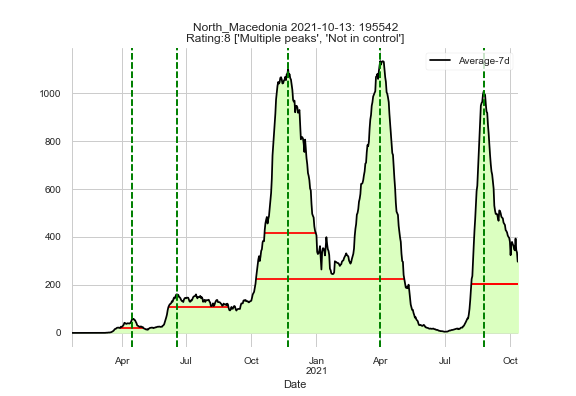 North_Macedonia 2021-10-13: 195542
Rating:8 ['Multiple peaks', 'Not in control']
Average-7d
1000
800
600
400
200
0
Apr
Jul
Oct
Jan
2021
Apr
Jul
Oct
Date